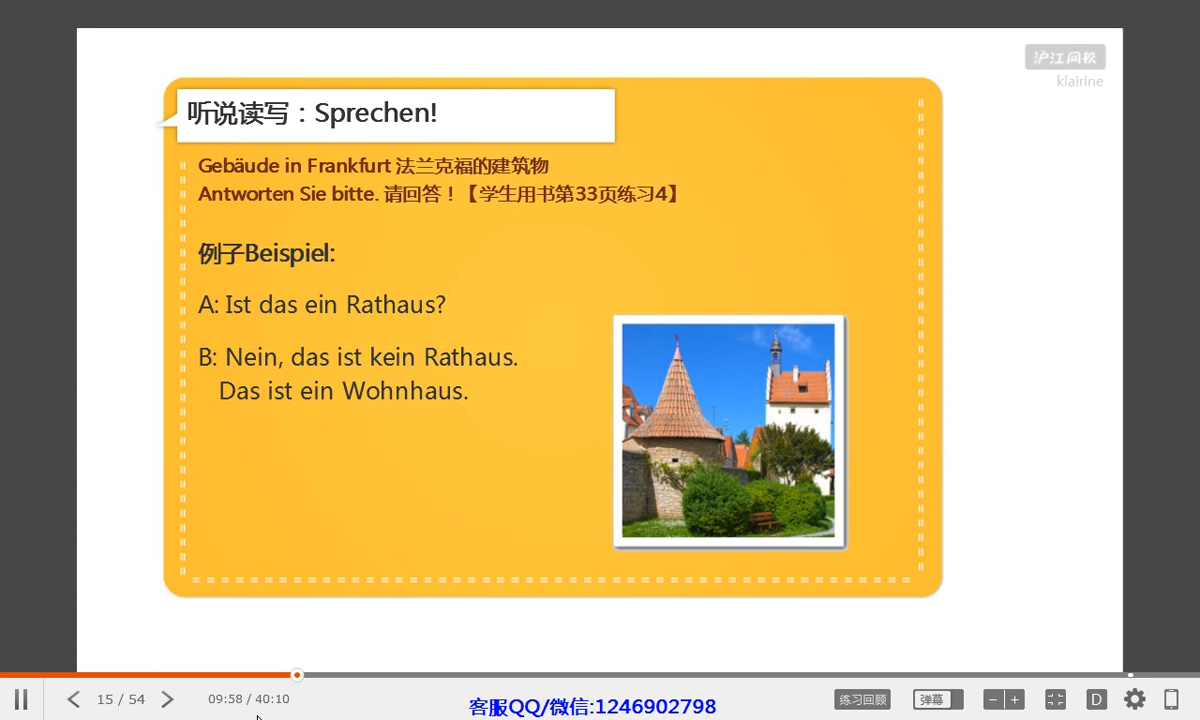 沪江网校
klairine
听说读写：Sprechen!
Gebäude in Frankfurt 法兰克福的建筑物
Antworten Sie bitte. 请回答！【学生用书第33页练习4】
例子Beispiel:
A: Ist das ein Rathaus?
B: Nein, das ist kein Rathaus.
Das ist ein Wohnhaus.
15 / 54
09:58 / 40:10
客服QQ/微信:1246902798
练习回顾
弹幕
D